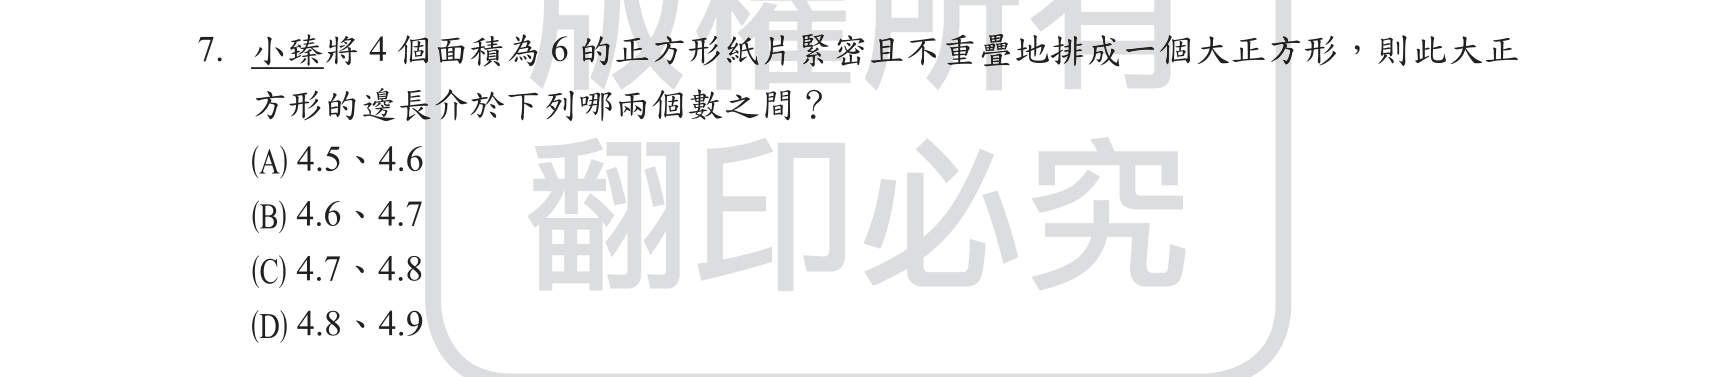 版權所有
7. 小臻將 4 個面積為 6 的正方形紙片緊密且不重疊地排成一個大正方形，則此大正
方形的邊長介於下列哪兩個數之間？
翻印必究
(A) 4.5、4.6
(B) 4.6、4.7
(C) 4.7、4.8
(D) 4.8、4.9